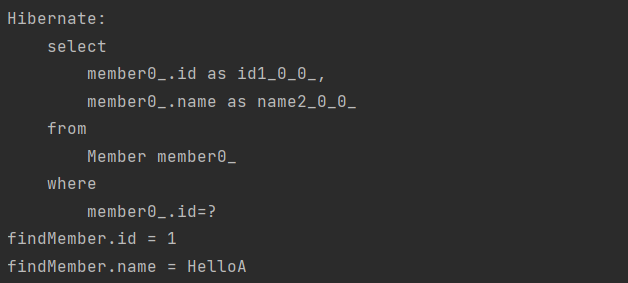 Hibernate:
    select
        member0_.id as id1_0_0_,
        member0_.name as name2_0_0_
    from
        Member member0_
    where
        member0_.id=?
findMember.id = 1
findMember.name = HelloA